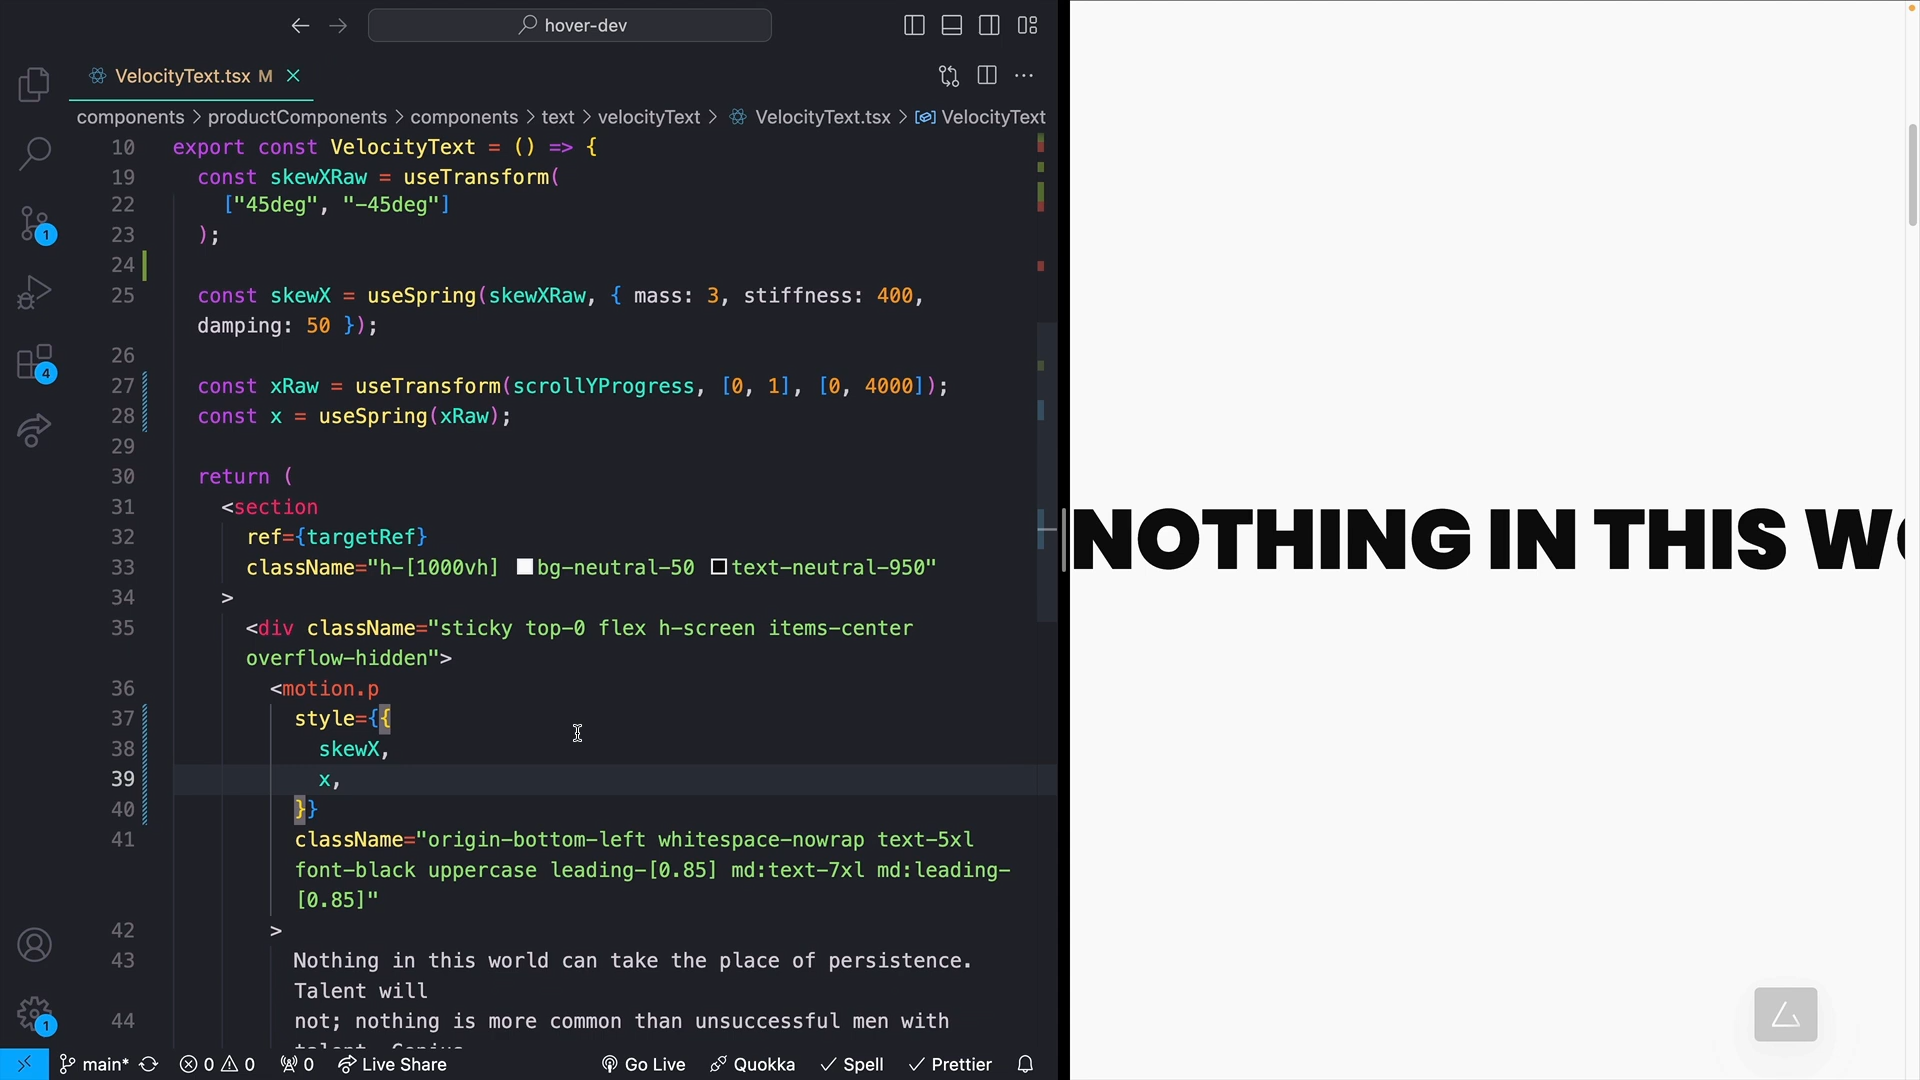 hover-dev
VelocityText.tsx M
components > productComponents > components > text > velocityText > VelocityText.tsx > VelocityText
10 export const VelocityText = () => {
19 const skewXRaw = useTransform(
22 ["45deg", "-45deg"]
23 );
24
25 const skewX = useSpring(skewXRaw, { mass: 3, stiffness: 400,
damping: 50 });
26
27 const xRaw = useTransform(scrollYProgress, [0, 1], [0, 4000]);
28 const x = useSpring(xRaw);
29
30 return (
31 <section
32 ref={targetRef}
33 className="h-[1000vh] bg-neutral-50 text-neutral-950"
34 >
35 <div className="sticky top-0 flex h-screen items-center
overflow-hidden">
36 <motion.p
37 style={{
38 skewX,
39 x,
40 }}
41 className="origin-bottom-left whitespace-nowrap text-5xl
font-black uppercase leading-[0.85] md:text-7xl md:leading-
[0.85]"
42 >
43 Nothing in this world can take the place of persistence.
Talent will
44 not; nothing is more common than unsuccessful men with
1
4
1
main* 0 0 0 Live Share Go Live Quokka Spell Prettier
NOTHING IN THIS W